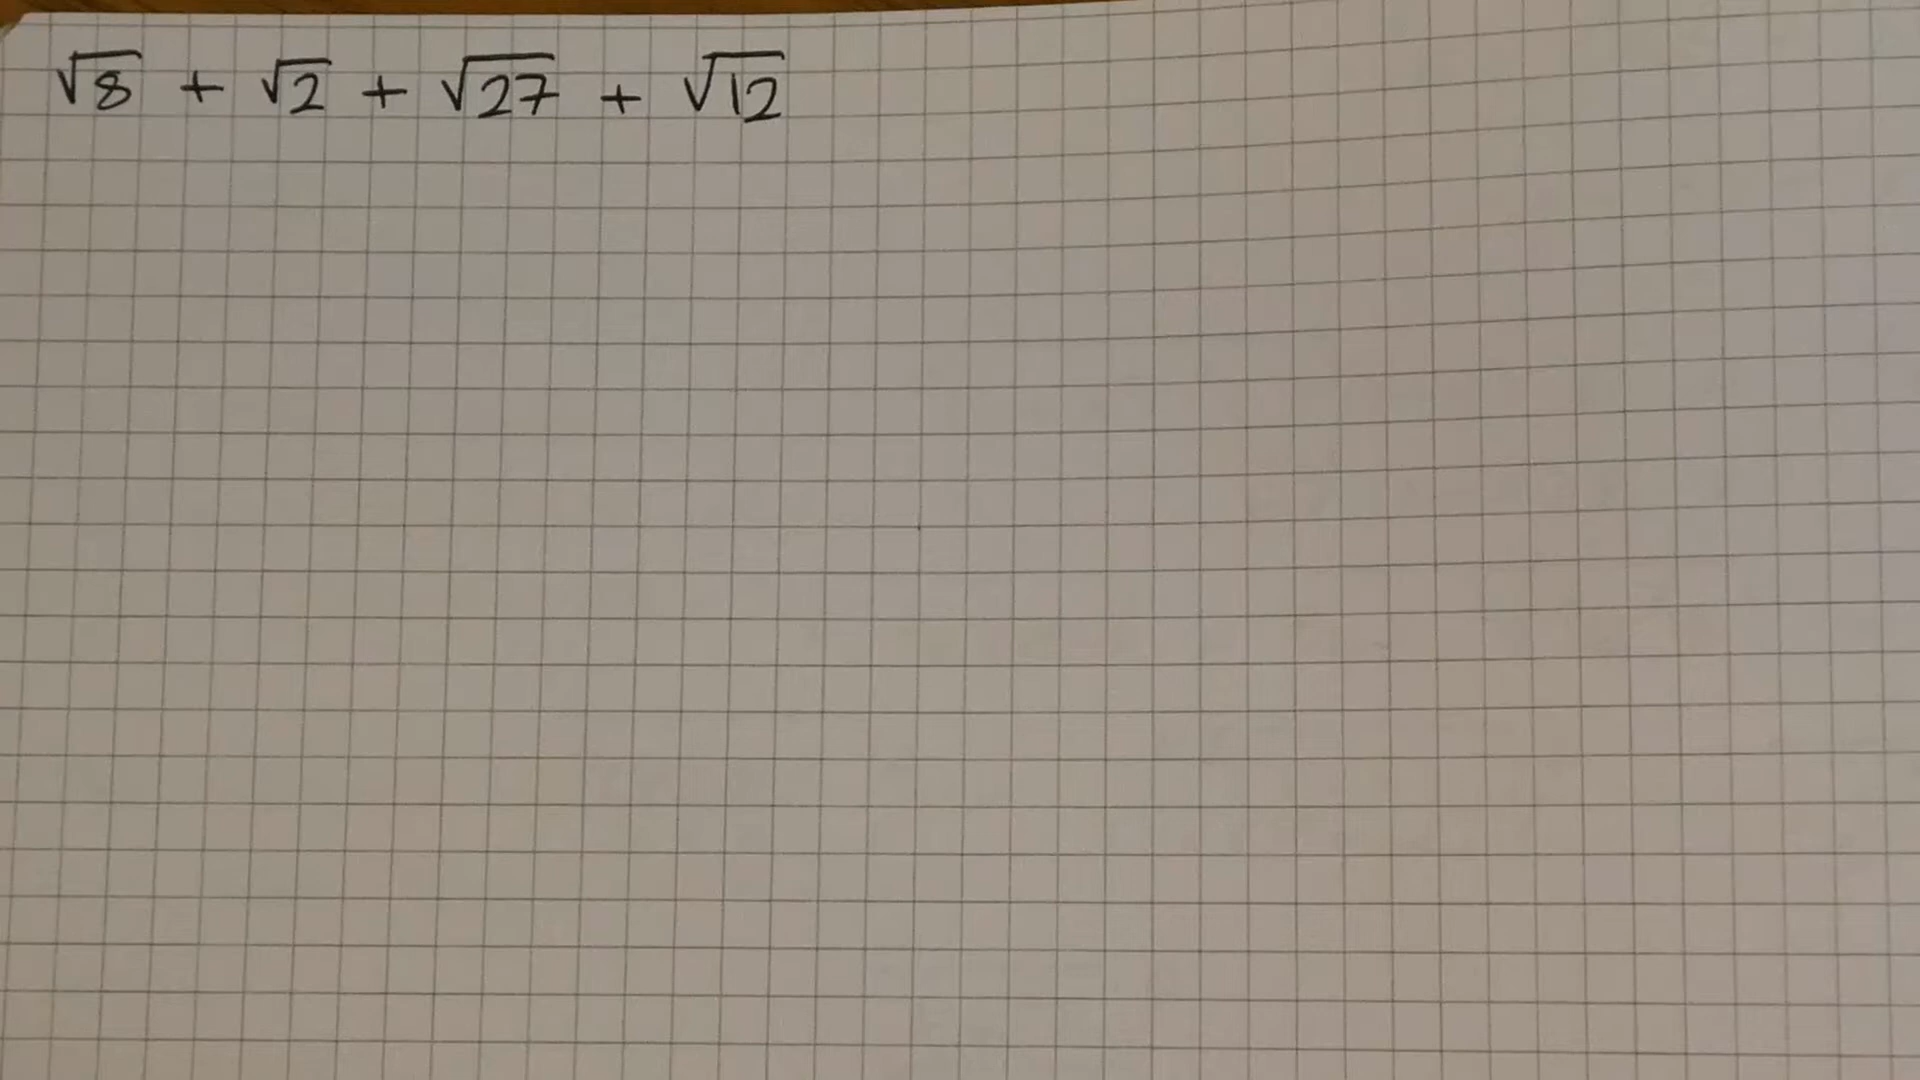 √8 + √2 + √27 + √12